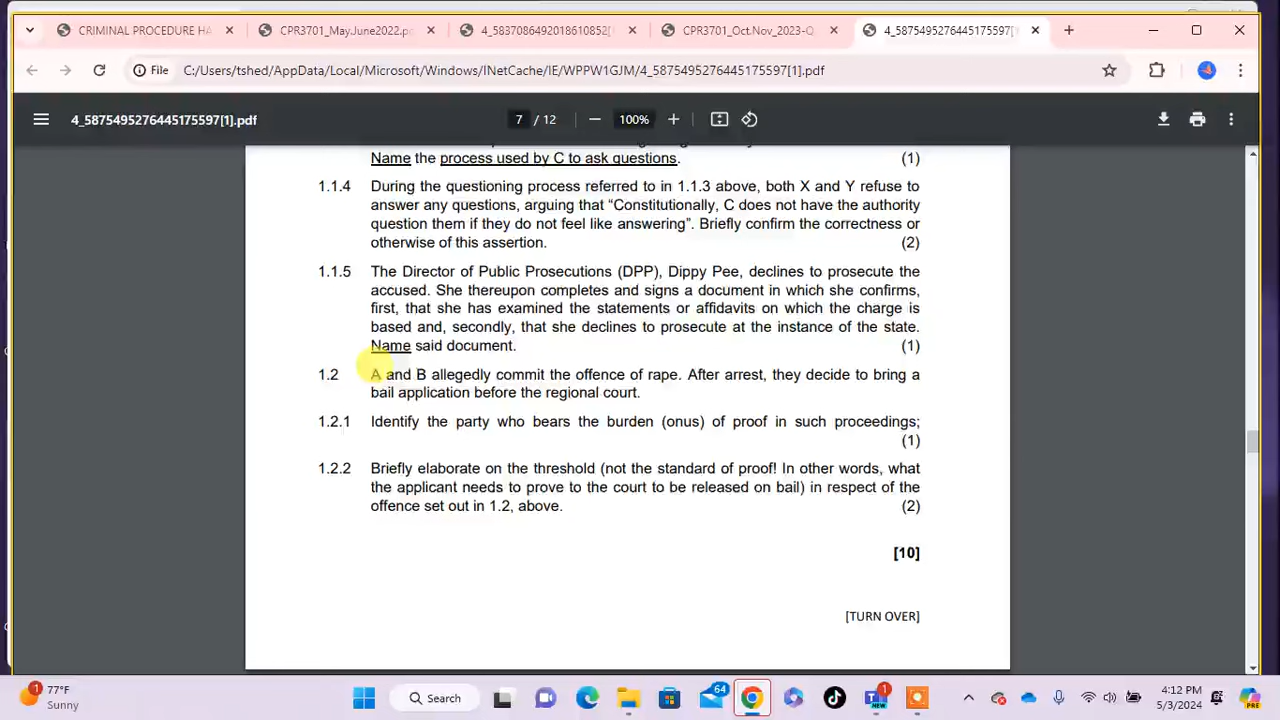 CRIMINAL PROCEDURE HA
CPR3701_May.June2022.p
4_5837086492018610852[
CPR3701_Oct.Nov_2023-Q
4_5875495276445175597[
File C:/Users/tshed/AppData/Local/Microsoft/Windows/INetCache/IE/WPPW1GJM/4_5875495276445175597[1].pdf
4_5875495276445175597[1].pdf 7 / 12 100%
Name the process used by C to ask questions. (1)
1.1.4 During the questioning process referred to in 1.1.3 above, both X and Y refuse to
answer any questions, arguing that “Constitutionally, C does not have the authority
question them if they do not feel like answering”. Briefly confirm the correctness or
otherwise of this assertion. (2)
1.1.5 The Director of Public Prosecutions (DPP), Dippy Pee, declines to prosecute the
accused. She thereupon completes and signs a document in which she confirms,
first, that she has examined the statements or affidavits on which the charge is
based and, secondly, that she declines to prosecute at the instance of the state.
Name said document. (1)
1.2 A and B allegedly commit the offence of rape. After arrest, they decide to bring a
bail application before the regional court.
1.2.1 Identify the party who bears the burden (onus) of proof in such proceedings;
(1)
1.2.2 Briefly elaborate on the threshold (not the standard of proof! In other words, what
the applicant needs to prove to the court to be released on bail) in respect of the
offence set out in 1.2, above. (2)
[10]
[TURN OVER]
1
77°F
Sunny
Search
64
1
NEW
4:12 PM
5/3/2024
PRE